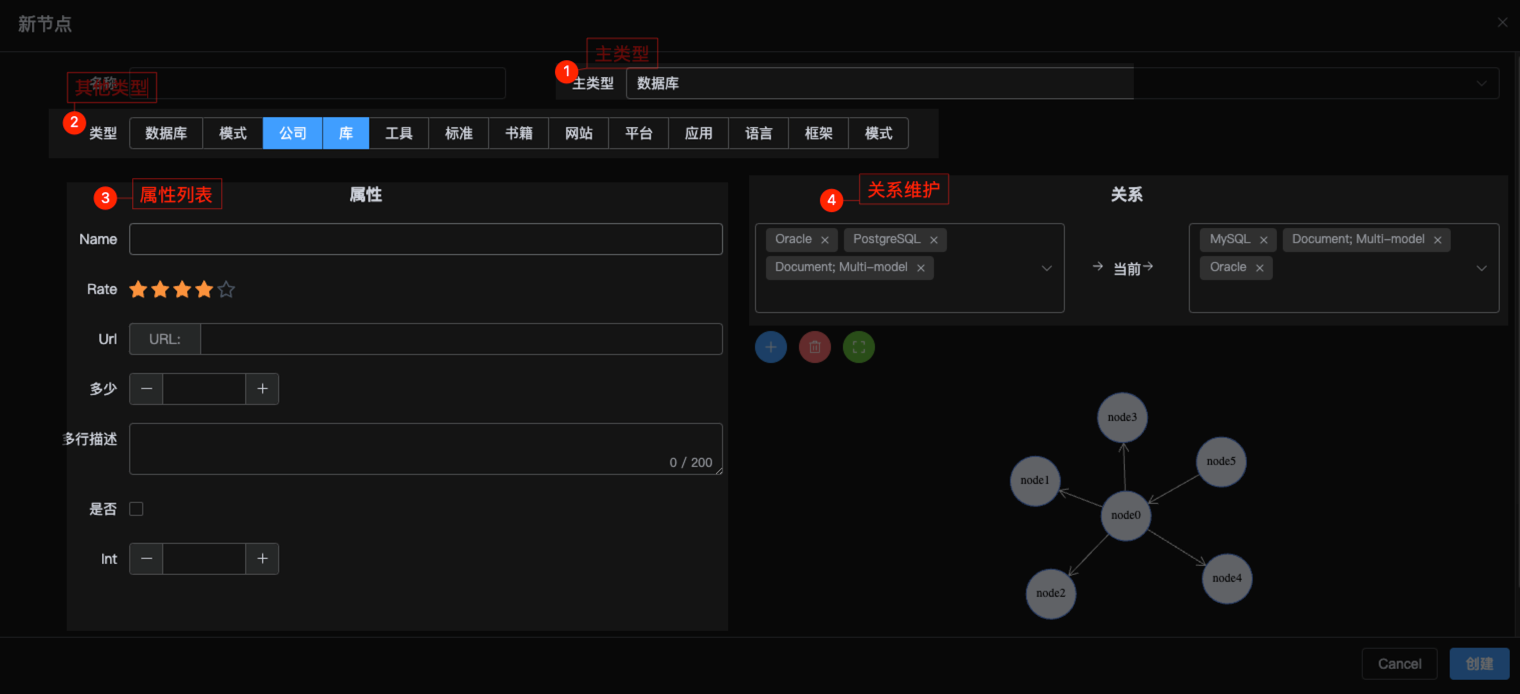 新节点
主类型
名称
其他类型
1
主类型 数据库
2
类型 数据库 模式 公司 库 工具 标准 书籍 网站 平台 应用 语言 框架 模式
3 属性列表
属性
Name
Rate
Url URL:
多少
多行描述
0 / 200
是否
Int
4 关系维护
关系
Oracle PostgreSQL
Document; Multi-model
当前
MySQL Document; Multi-model
Oracle
node3
node5
node1
node0
node4
node2
Cancel 创建